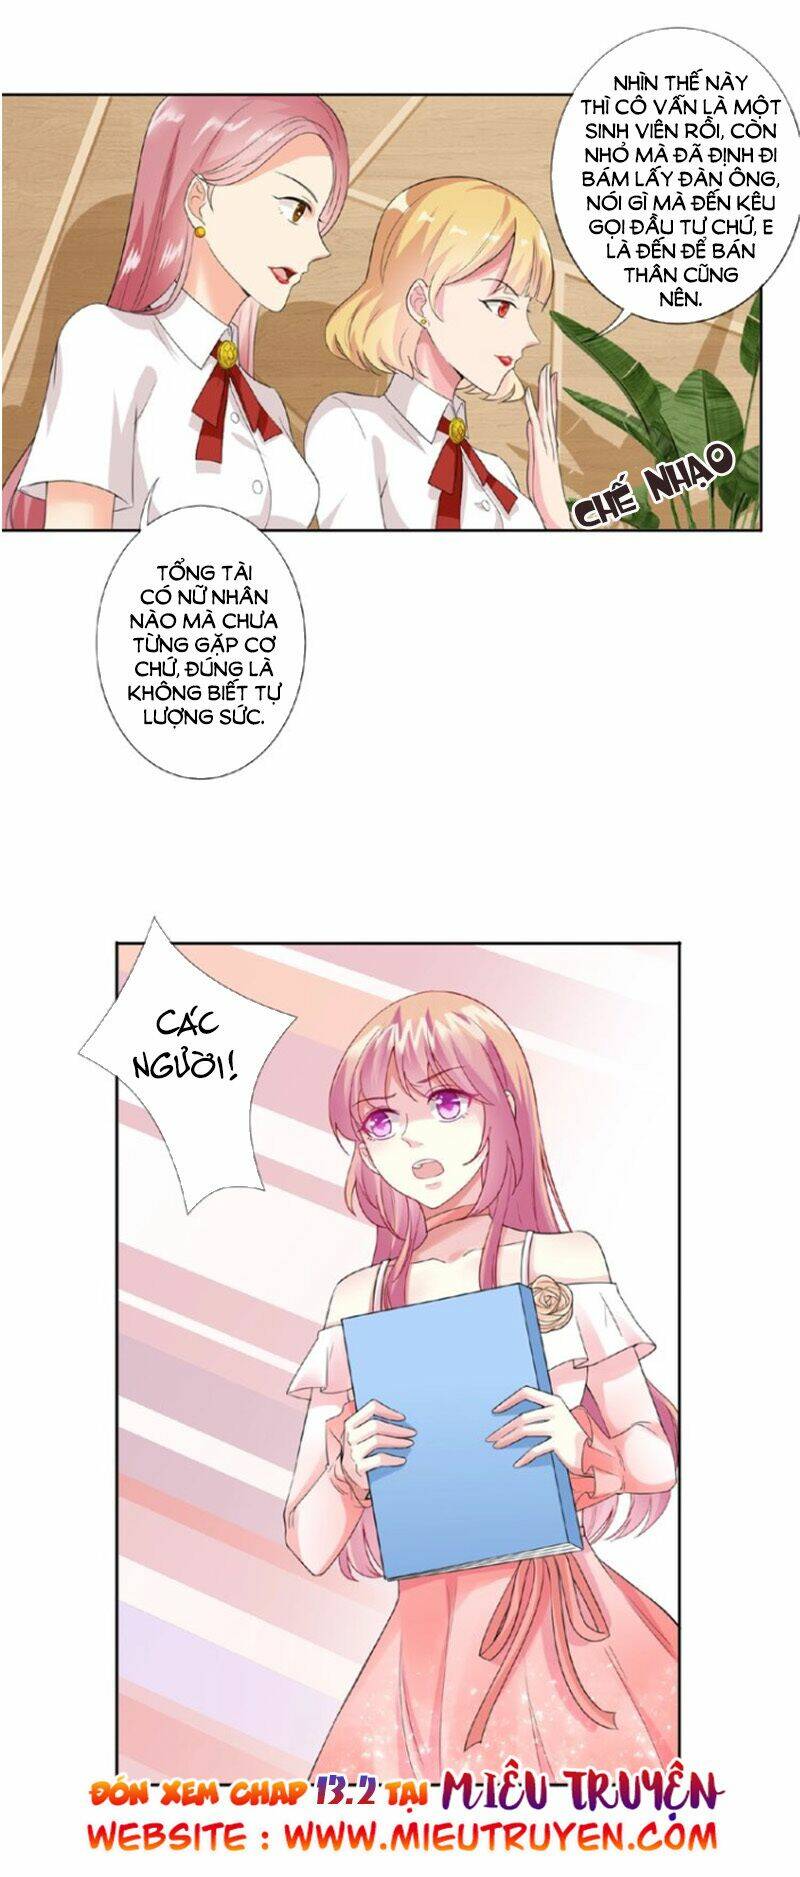 NHÌN THẾ NÀY
THÌ CÔ VẪN LÀ MỘT
SINH VIÊN RỒI, CÒN
NHỎ MÀ ĐÃ ĐỊNH ĐI
BÁM LẤY ĐÀN ÔNG,
NÓI GÌ MÀ ĐẾN KÊU
GỌI ĐẦU TƯ CHỨ, E
LÀ ĐẾN ĐỂ BÁN
THÂN CŨNG
NÊN.
CHẾ NHẠO
TỔNG TÀI
CÓ NỮ NHÂN
NÀO MÀ CHƯA
TỪNG GẶP CƠ
CHỨ, ĐÚNG LÀ
KHÔNG BIẾT TỰ
LƯỢNG SỨC.
CÁC
NGƯỜI!
ĐÓN XEM CHAP 13.2 TẠI MIÊU TRUYỆN
WEBSITE : WWW.MIEUTRUYEN.COM